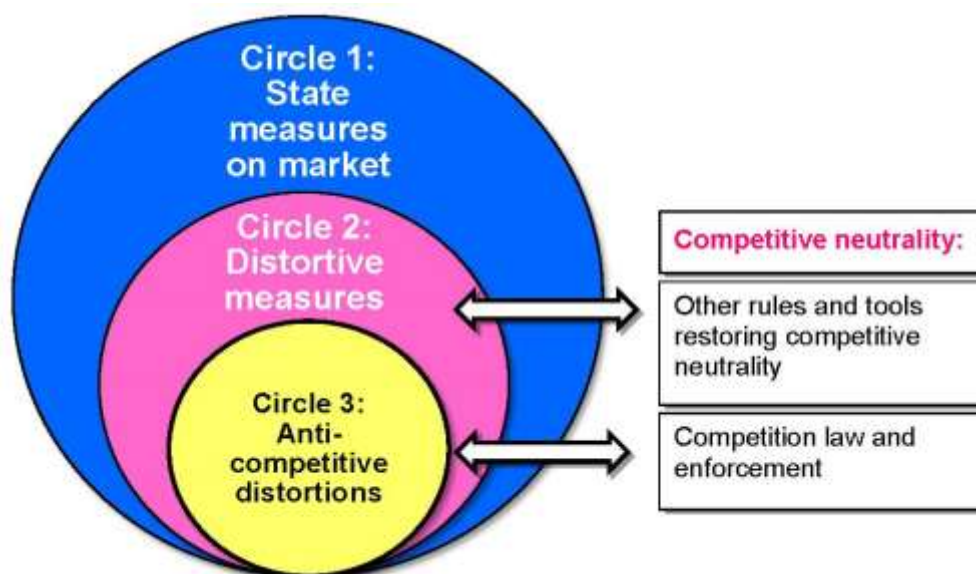 Circle 1:
State
measures
on market
Circle 2:
Distortive
measures
Circle 3:
Anti-
competitive
distortions
Competitive neutrality:
Other rules and tools
restoring competitive
neutrality
Competition law and
enforcement